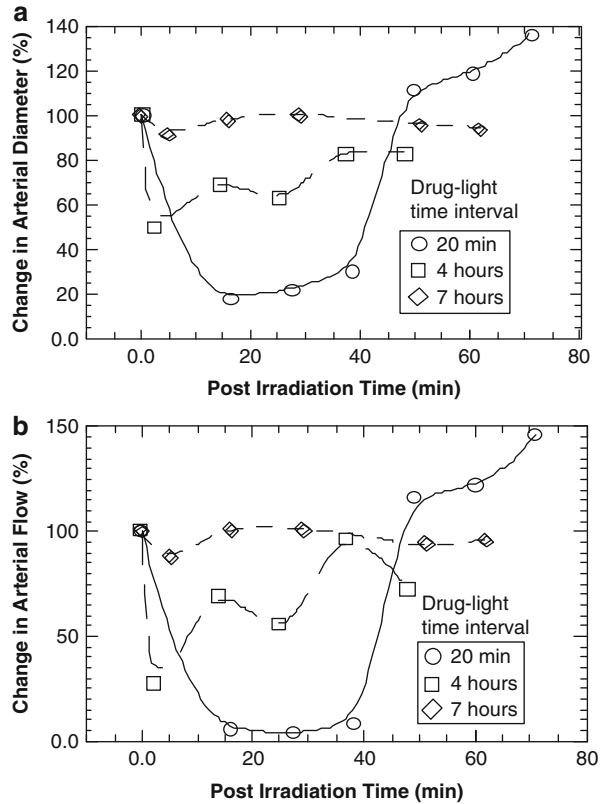 a
Change in Arterial Diameter (%)
140
120
100
80
60
40
20
0.0
0.0 20 40 60 80
Post Irradiation Time (min)
Drug-light
time interval
20 min
4 hours
7 hours
b
Change in Arterial Flow (%)
150
100
50
0.0
0.0 20 40 60 80
Post Irradiation Time (min)
Drug-light
time interval
20 min
4 hours
7 hours